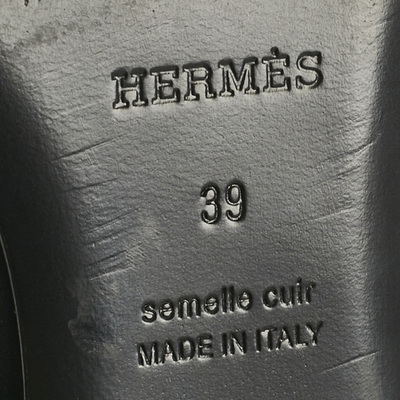 HERMÈS
39
semelle cuir
MADE IN ITALY